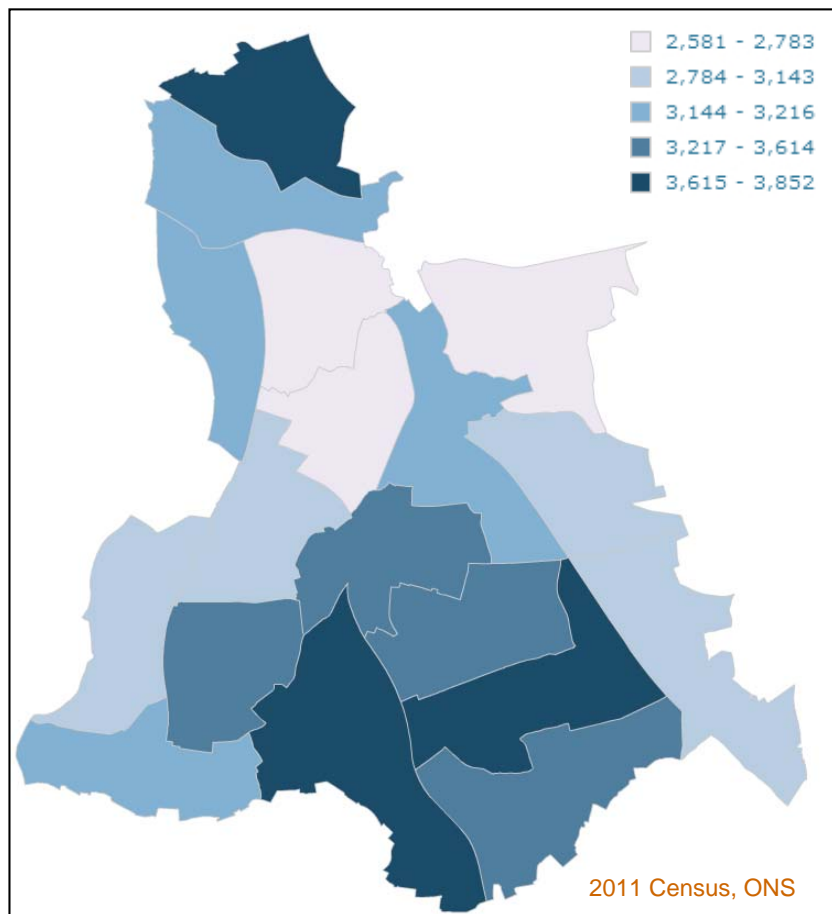 2,581 - 2,783
2,784 - 3,143
3,144 - 3,216
3,217 - 3,614
3,615 - 3,852
2011 Census, ONS